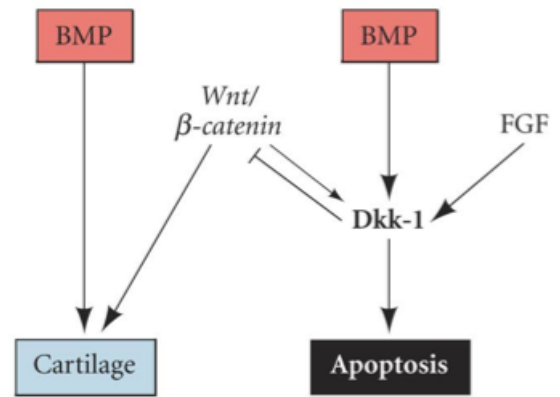 BMP
BMP
Wnt/
β-catenin
FGF
Dkk-1
Cartilage
Apoptosis